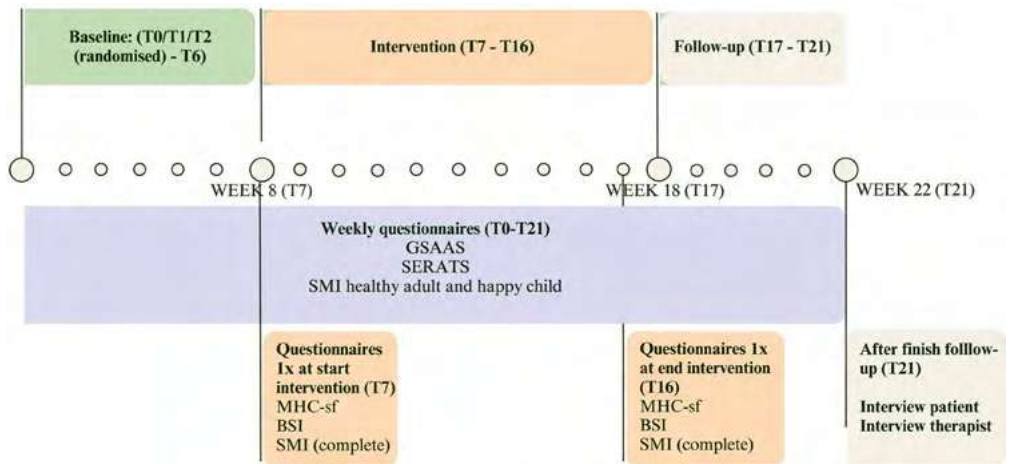 Baseline: (T0/T1/T2
(randomised) - T6)
Intervention (T7 - T16)
Follow-up (T17 - T21)
WEEK 8 (T7)
WEEK 18 (T17)
WEEK 22 (T21)
Weekly questionnaires (T0-T21)
GSAAS
SERATS
SMI healthy adult and happy child
Questionnaires
1x at start
intervention (T7)
MHC-sf
BSI
SMI (complete)
Questionnaires 1x
at end intervention
(T16)
MHC-sf
BSI
SMI (complete)
After finish folllow-
up (T21)
Interview patient
Interview therapist